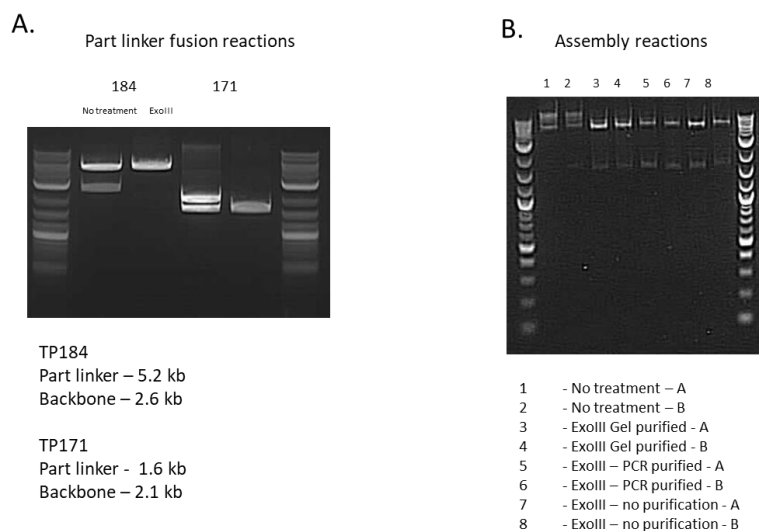 A.
Part linker fusion reactions
184 171
No treatment ExoIII
TP184
Part linker – 5.2 kb
Backbone – 2.6 kb
TP171
Part linker - 1.6 kb
Backbone – 2.1 kb
B.
Assembly reactions
1 2 3 4 5 6 7 8
1 - No treatment – A
2 - No treatment – B
3 - ExoIII Gel purified - A
4 - ExoIII Gel purified - B
5 - ExoIII – PCR purified - A
6 - ExoIII – PCR purified - B
7 - ExoIII – no purification - A
8 - ExoIII – no purification - B